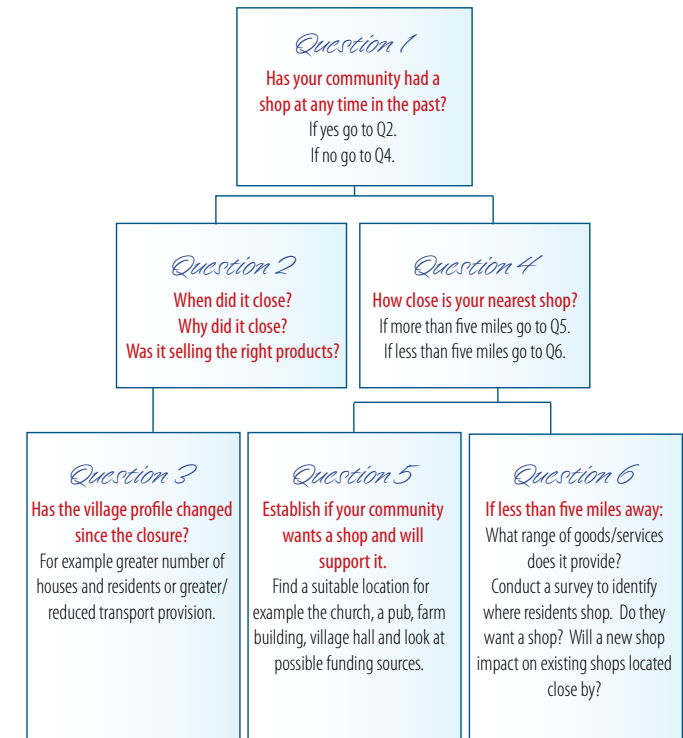 Question 1
Has your community had a
shop at any time in the past?
If yes go to Q2.
If no go to Q4.
Question 2
When did it close?
Why did it close?
Was it selling the right products?
Question 4
How close is your nearest shop?
If more than five miles go to Q5.
If less than five miles go to Q6.
Question 3
Has the village profile changed
since the closure?
For example greater number of
houses and residents or greater/
reduced transport provision.
Question 5
Establish if your community
wants a shop and will
support it.
Find a suitable location for
example the church, a pub, farm
building, village hall and look at
possible funding sources.
Question 6
If less than five miles away:
What range of goods/services
does it provide?
Conduct a survey to identify
where residents shop. Do they
want a shop? Will a new shop
impact on existing shops located
close by?